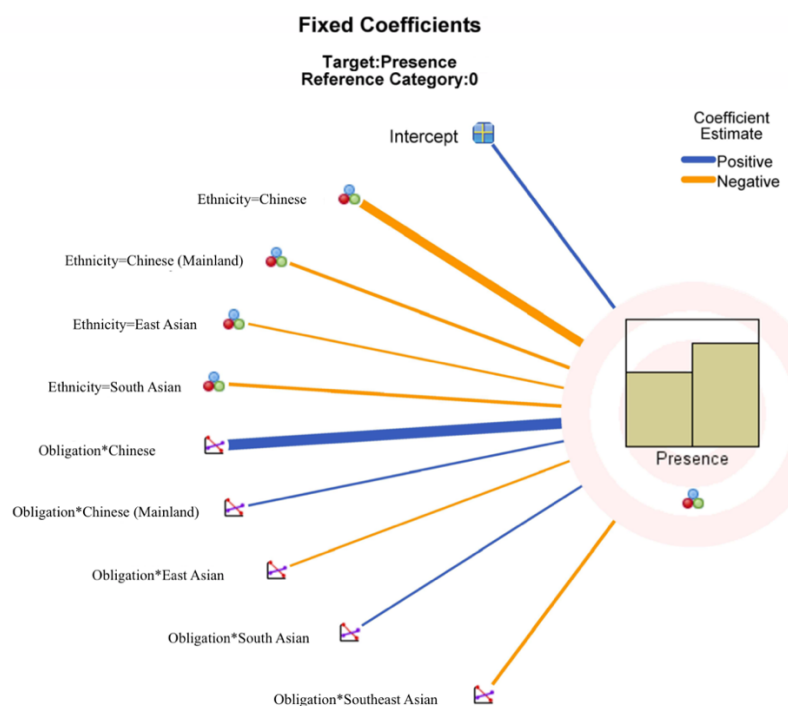 Fixed Coefficients
Target:Presence
Reference Category:0
Coefficient
Estimate
Positive
Negative
Intercept
Ethnicity=Chinese
Ethnicity=Chinese (Mainland)
Ethnicity=East Asian
Ethnicity=South Asian
Obligation*Chinese
Presence
Obligation*Chinese (Mainland)
Obligation*East Asian
Obligation*South Asian
Obligation*Southeast Asian